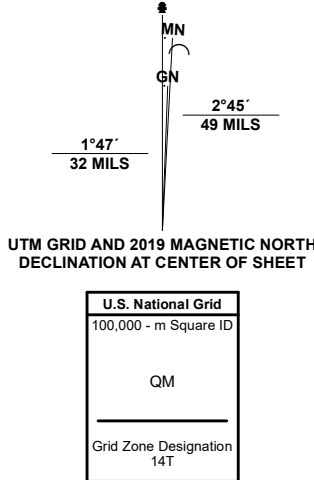 MN
GN
2°45´
49 MILS
1°47´
32 MILS
UTM GRID AND 2019 MAGNETIC NORTH
DECLINATION AT CENTER OF SHEET
U.S. National Grid
100,000 - m Square ID
QM
Grid Zone Designation
14T